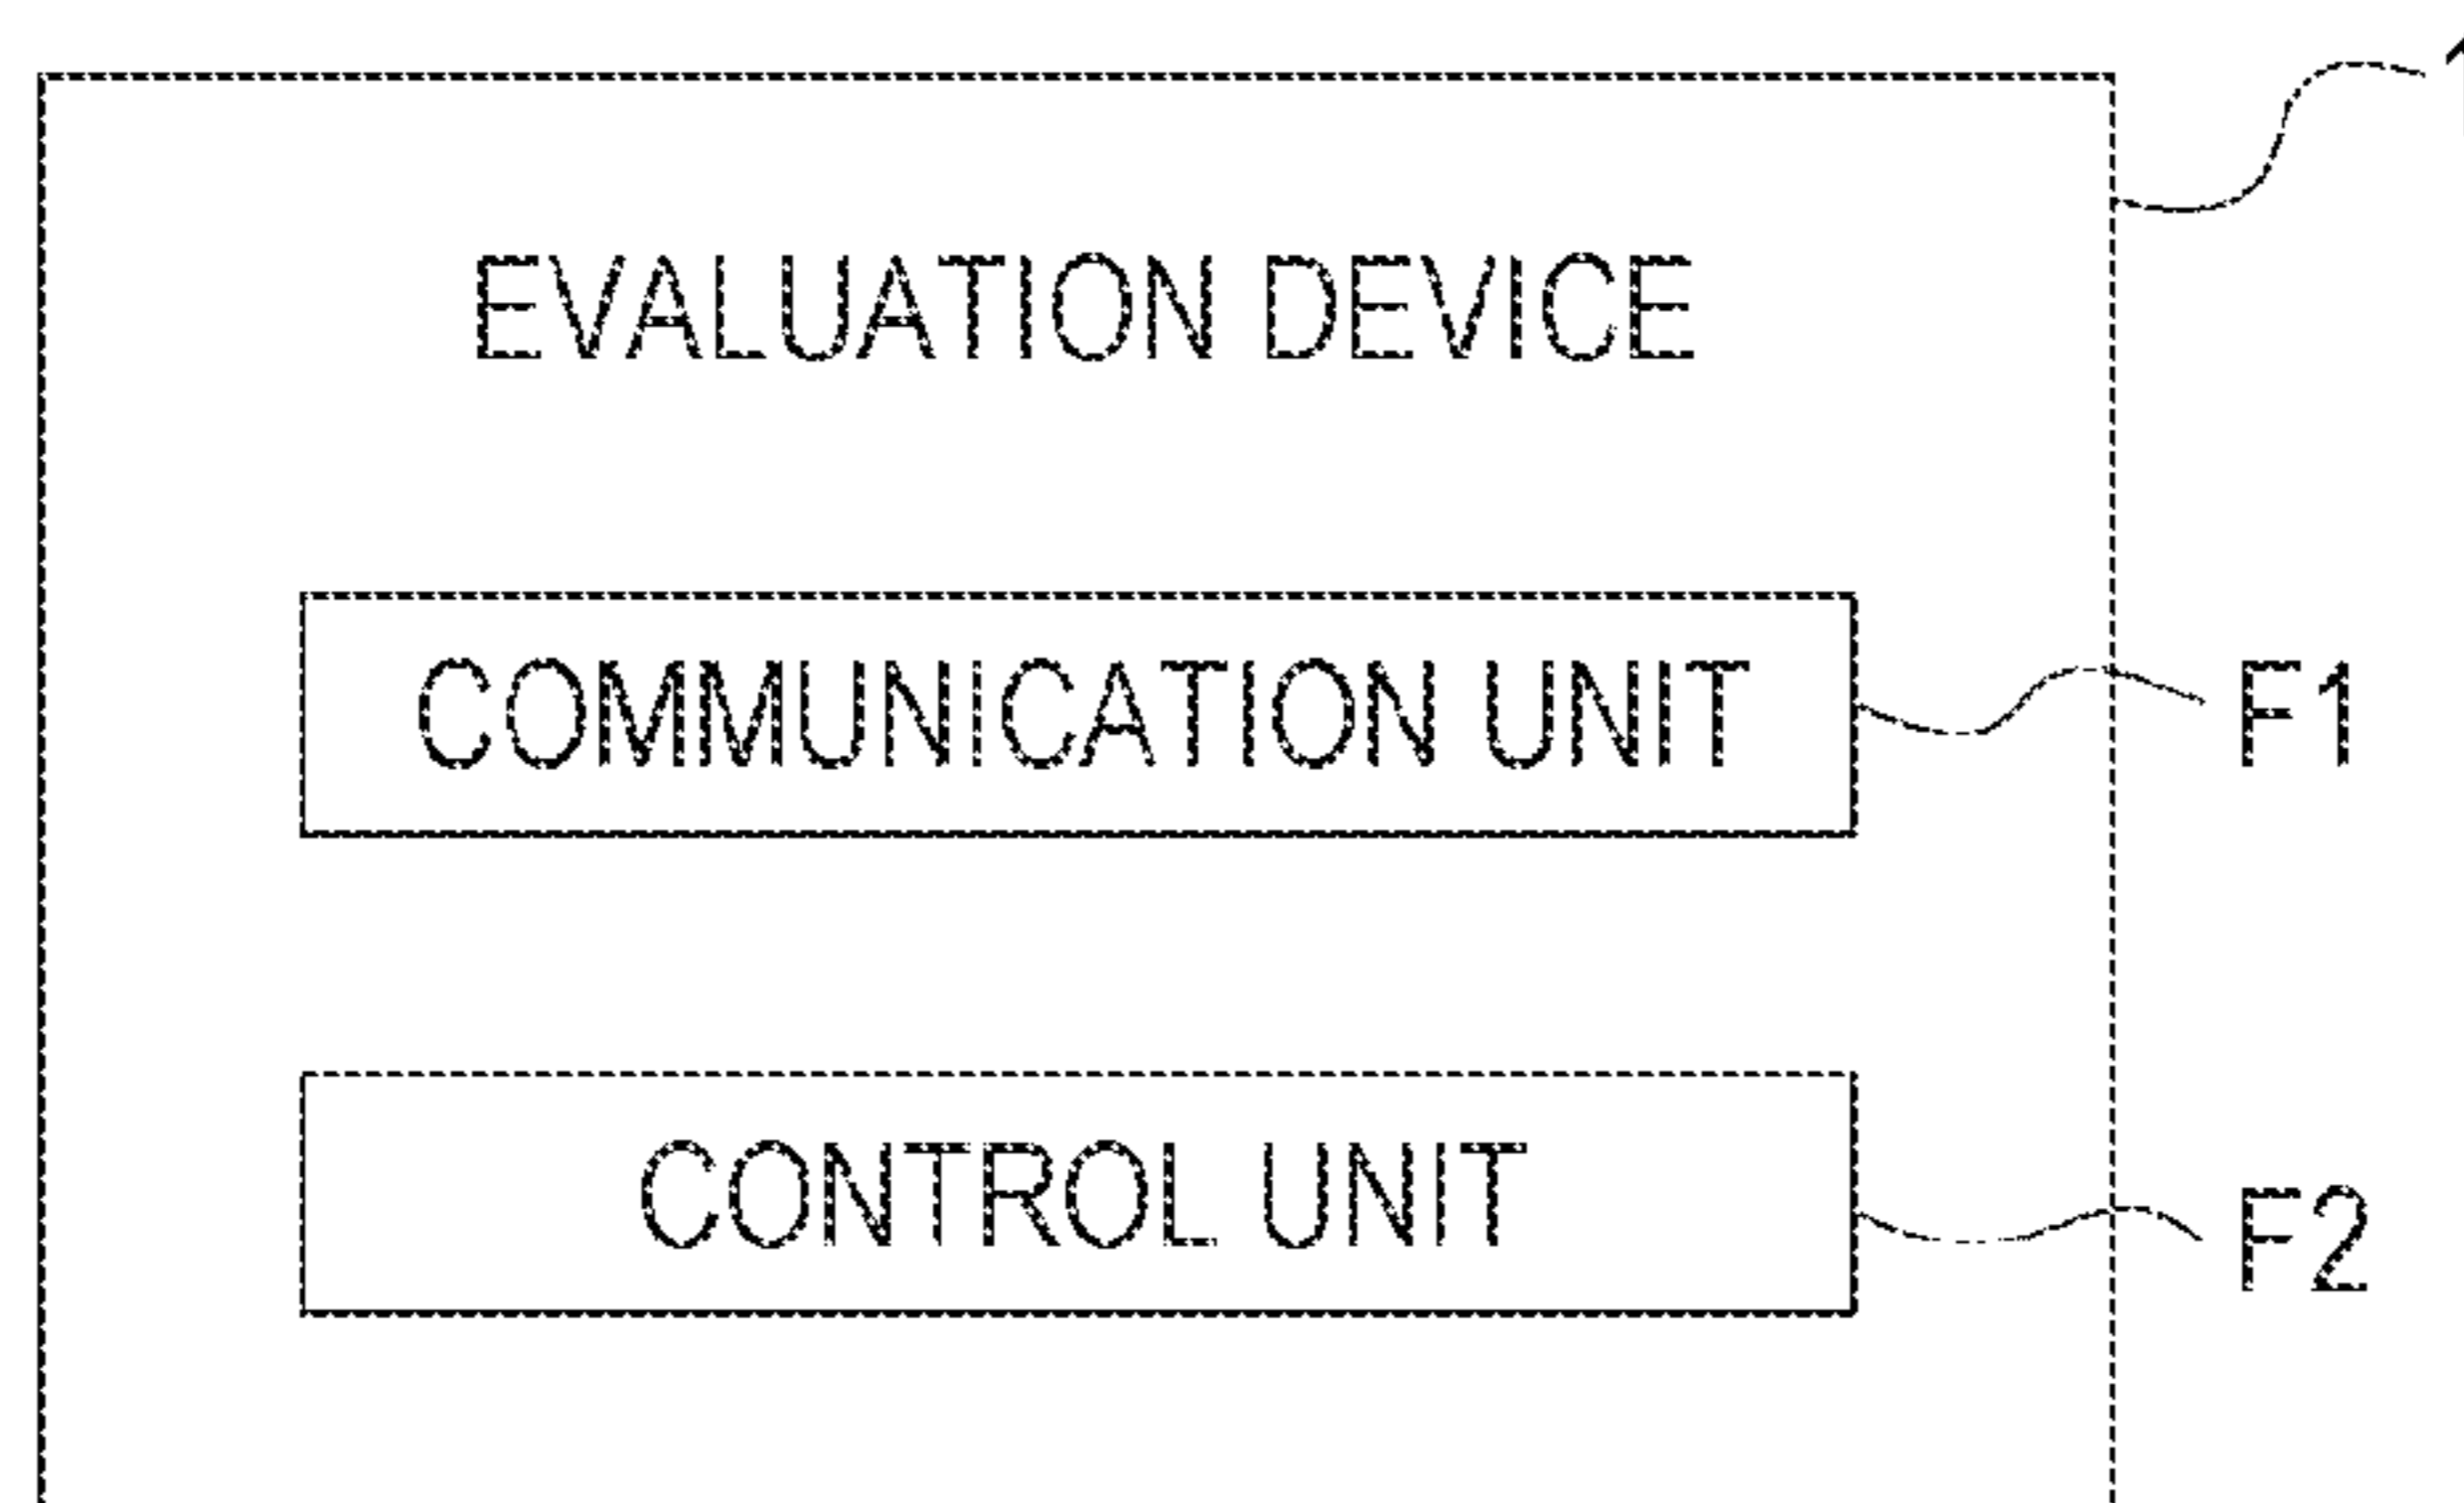 EVALUATION DEVICE
COMMUNICATION UNIT
F1
CONTROL UNIT
F2